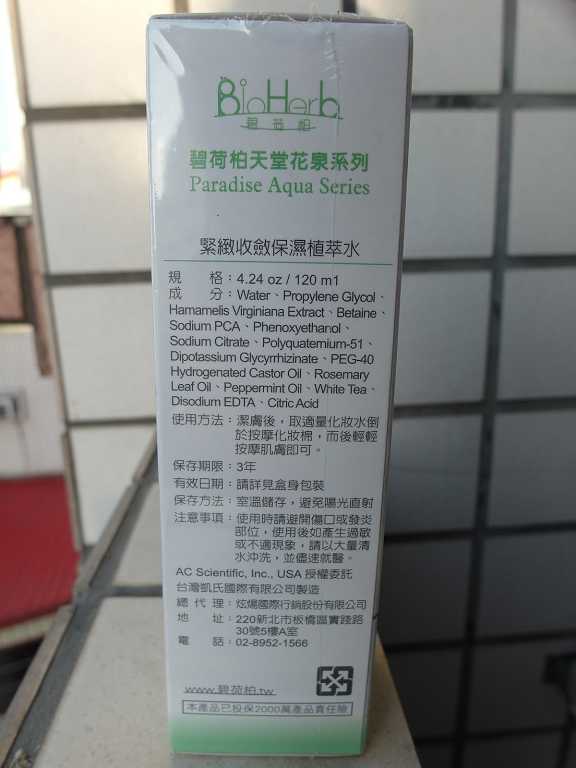 BioHerb
碧荷柏
碧荷柏天堂花泉系列
Paradise Aqua Series
緊緻收斂保濕植萃水
規 格：4.24 oz / 120 m1
成 分：Water、Propylene Glycol、
Hamamelis Virginiana Extract、Betaine、
Sodium PCA、Phenoxyethanol、
Sodium Citrate、Polyquaternium-51、
Dipotassium Glycyrrhizinate、PEG-40
Hydrogenated Castor Oil、Rosemary
Leaf Oil、Peppermint Oil、White Tea、
Disodium EDTA、Citric Acid
使用方法：潔膚後，取適量化妝水倒
於按摩化妝棉，而後輕輕
按摩肌膚即可。
保存期限：3年
有效日期：請詳見盒身包裝
保存方法：室溫儲存，避免陽光直射
注意事項：使用時請避開傷口或發炎
部位，使用後如產生過敏
或不適現象，請以大量清
水沖洗，並儘速就醫。
AC Scientific, Inc., USA 授權委託
台灣凱氏國際有限公司製造
總 代 理：炫煬國際行銷股份有限公司
地 址：220新北市板橋區實踐路
30號5樓A室
電 話：02-8952-1566
www.碧荷柏.tw
本產品已投保2000萬產品責任險